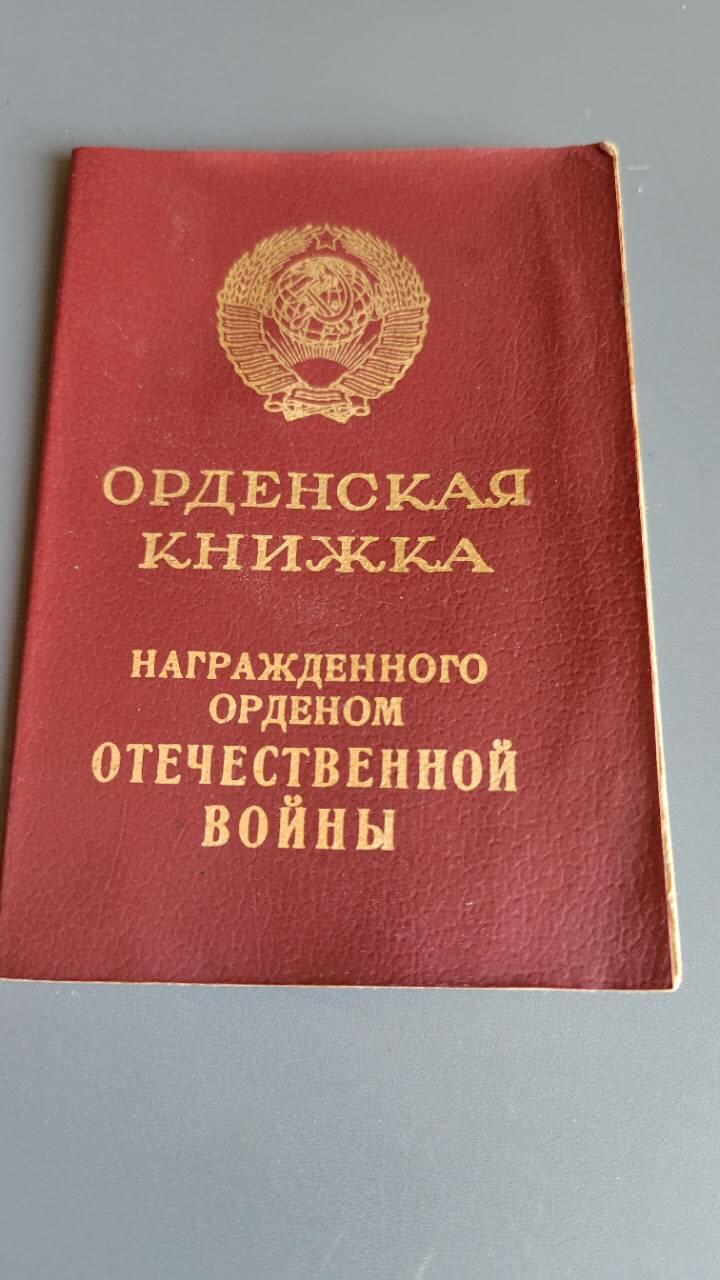 ОРДЕНСКАЯ
КНИЖКА
НАГРАЖДЕННОГО
ОРДЕНОМ
ОТЕЧЕСТВЕННОЙ
ВОЙНЫ